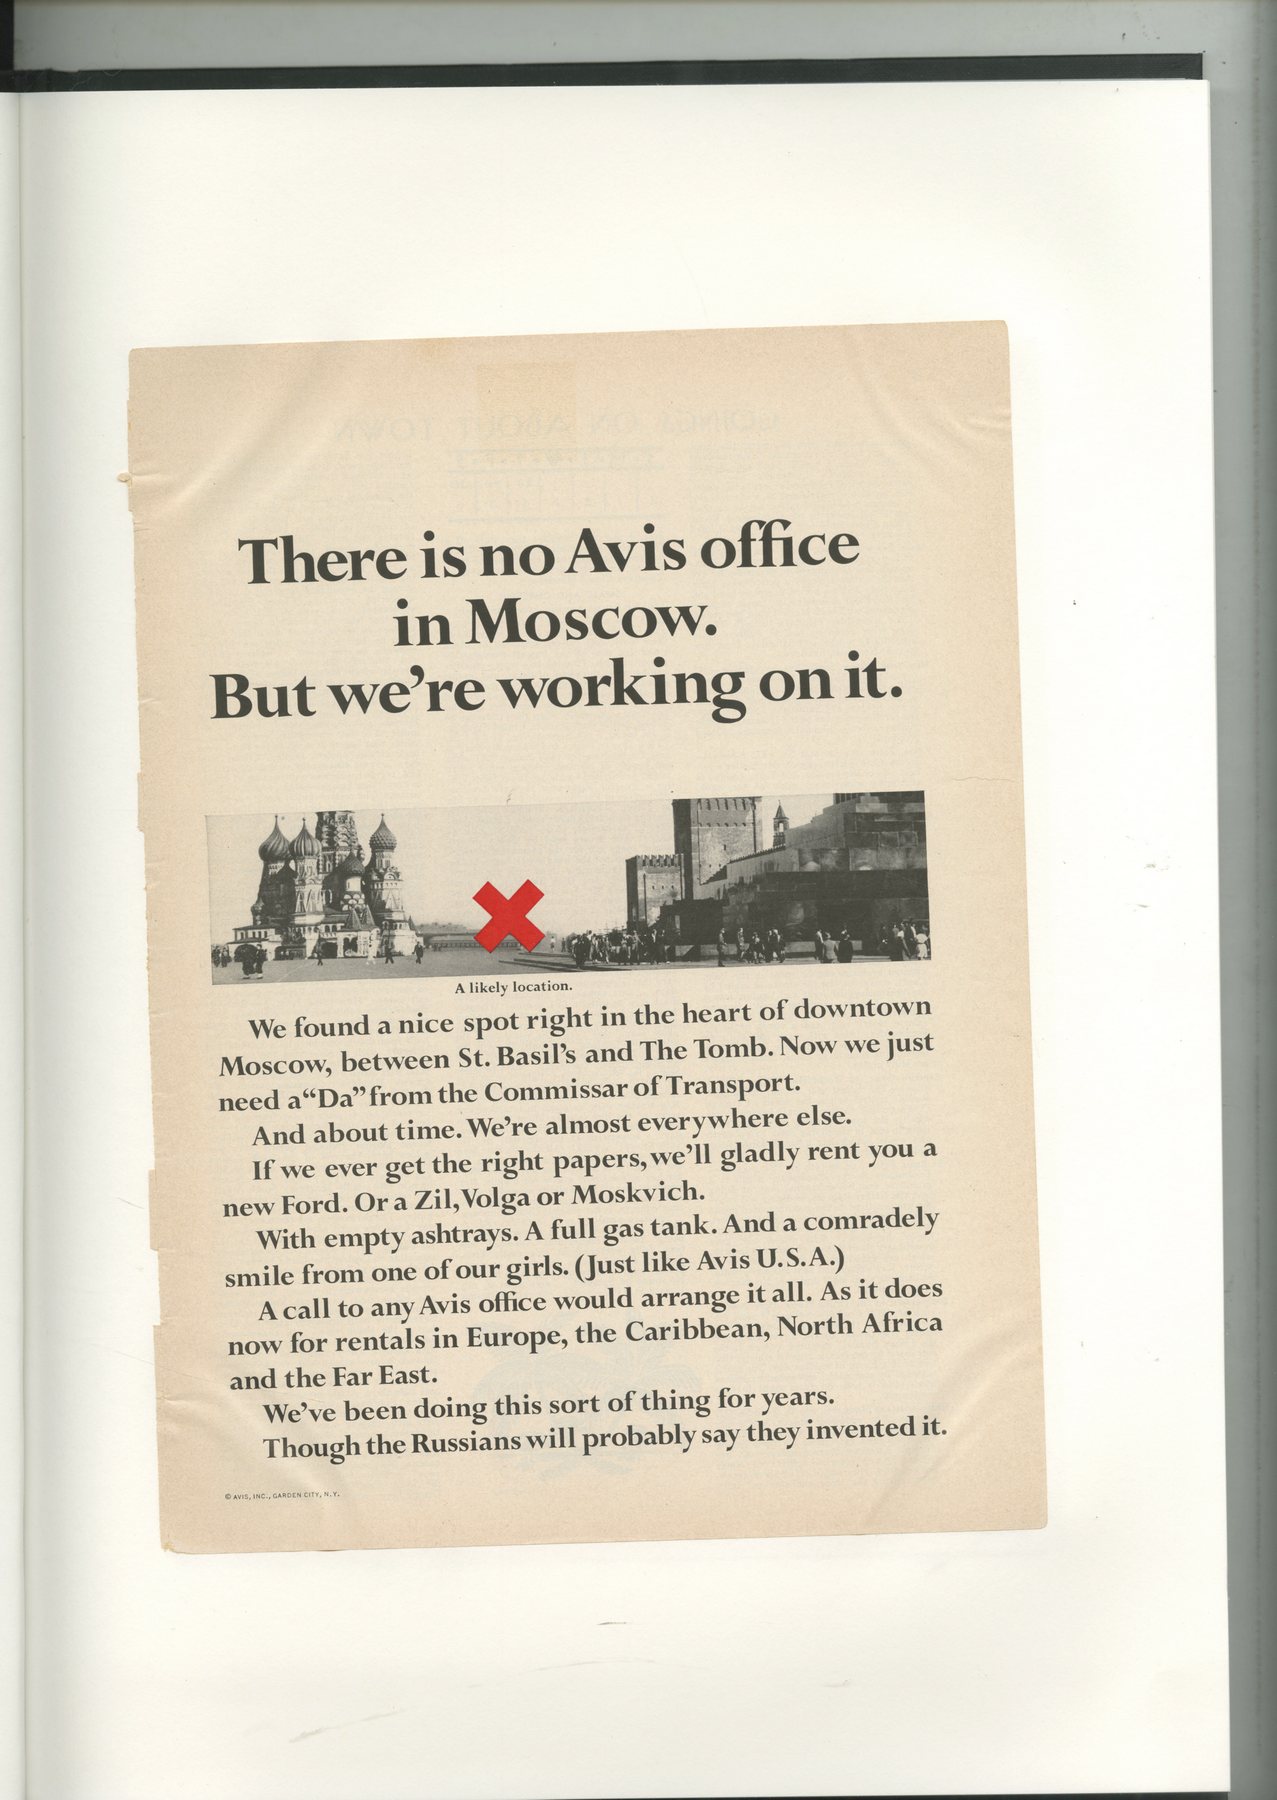 There is no Avis office
in Moscow.
But we're working on it.
A likely location.
We found a nice spot right in the heart of downtown
Moscow, between St. Basil's and The Tomb. Now we just
need a “Da” from the Commissar of Transport.
And about time. We're almost everywhere else.
If we ever get the right papers, we'll gladly rent you a
new Ford. Or a Zil, Volga or Moskvich.
With empty ashtrays. A full gas tank. And a comradely
smile from one of our girls. (Just like Avis U.S.A.)
A call to any Avis office would arrange it all. As it does
now for rentals in Europe, the Caribbean, North Africa
and the Far East.
We've been doing this sort of thing for years.
Though the Russians will probably say they invented it.
© AVIS, INC., GARDEN CITY, N.Y.